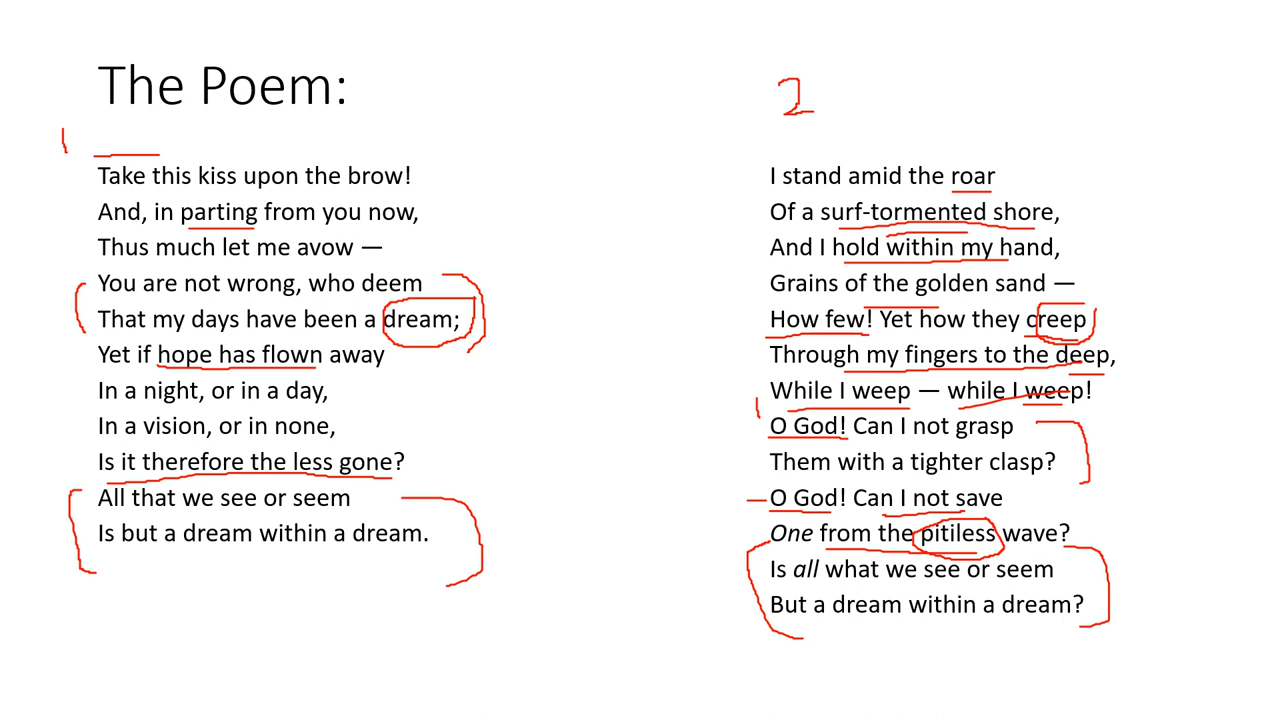 The Poem:
1
Take this kiss upon the brow!
And, in parting from you now,
Thus much let me avow —
You are not wrong, who deem
That my days have been a dream;
Yet if hope has flown away
In a night, or in a day,
In a vision, or in none,
Is it therefore the less gone?
All that we see or seem
Is but a dream within a dream.
2
I stand amid the roar
Of a surf-tormented shore,
And I hold within my hand,
Grains of the golden sand —
How few! Yet how they creep
Through my fingers to the deep,
While I weep — while I weep!
O God! Can I not grasp
Them with a tighter clasp?
O God! Can I not save
One from the pitiless wave?
Is all what we see or seem
But a dream within a dream?